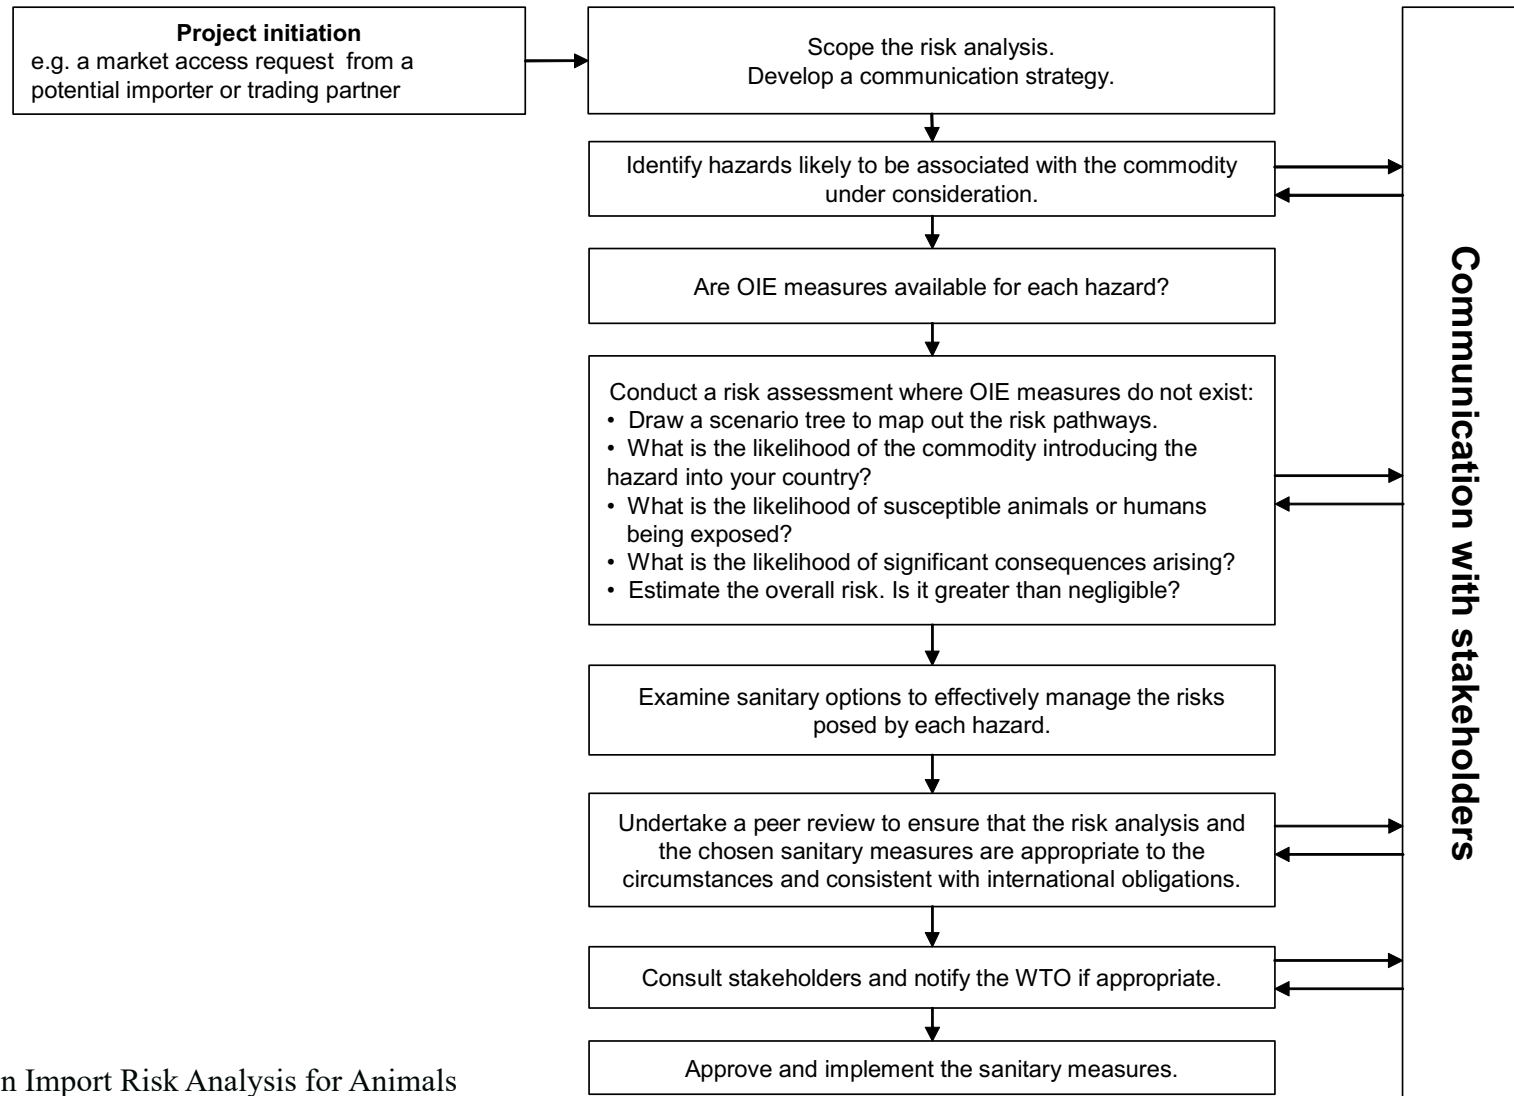 Project initiation
e.g. a market access request from a
potential importer or trading partner
Scope the risk analysis.
Develop a communication strategy.
Identify hazards likely to be associated with the commodity
under consideration.
Are OIE measures available for each hazard?
Conduct a risk assessment where OIE measures do not exist:
• Draw a scenario tree to map out the risk pathways.
• What is the likelihood of the commodity introducing the
hazard into your country?
• What is the likelihood of susceptible animals or humans
being exposed?
• What is the likelihood of significant consequences arising?
• Estimate the overall risk. Is it greater than negligible?
Examine sanitary options to effectively manage the risks
posed by each hazard.
Undertake a peer review to ensure that the risk analysis and
the chosen sanitary measures are appropriate to the
circumstances and consistent with international obligations.
Consult stakeholders and notify the WTO if appropriate.
Approve and implement the sanitary measures.
Communication with stakeholders
n Import Risk Analysis for Animals